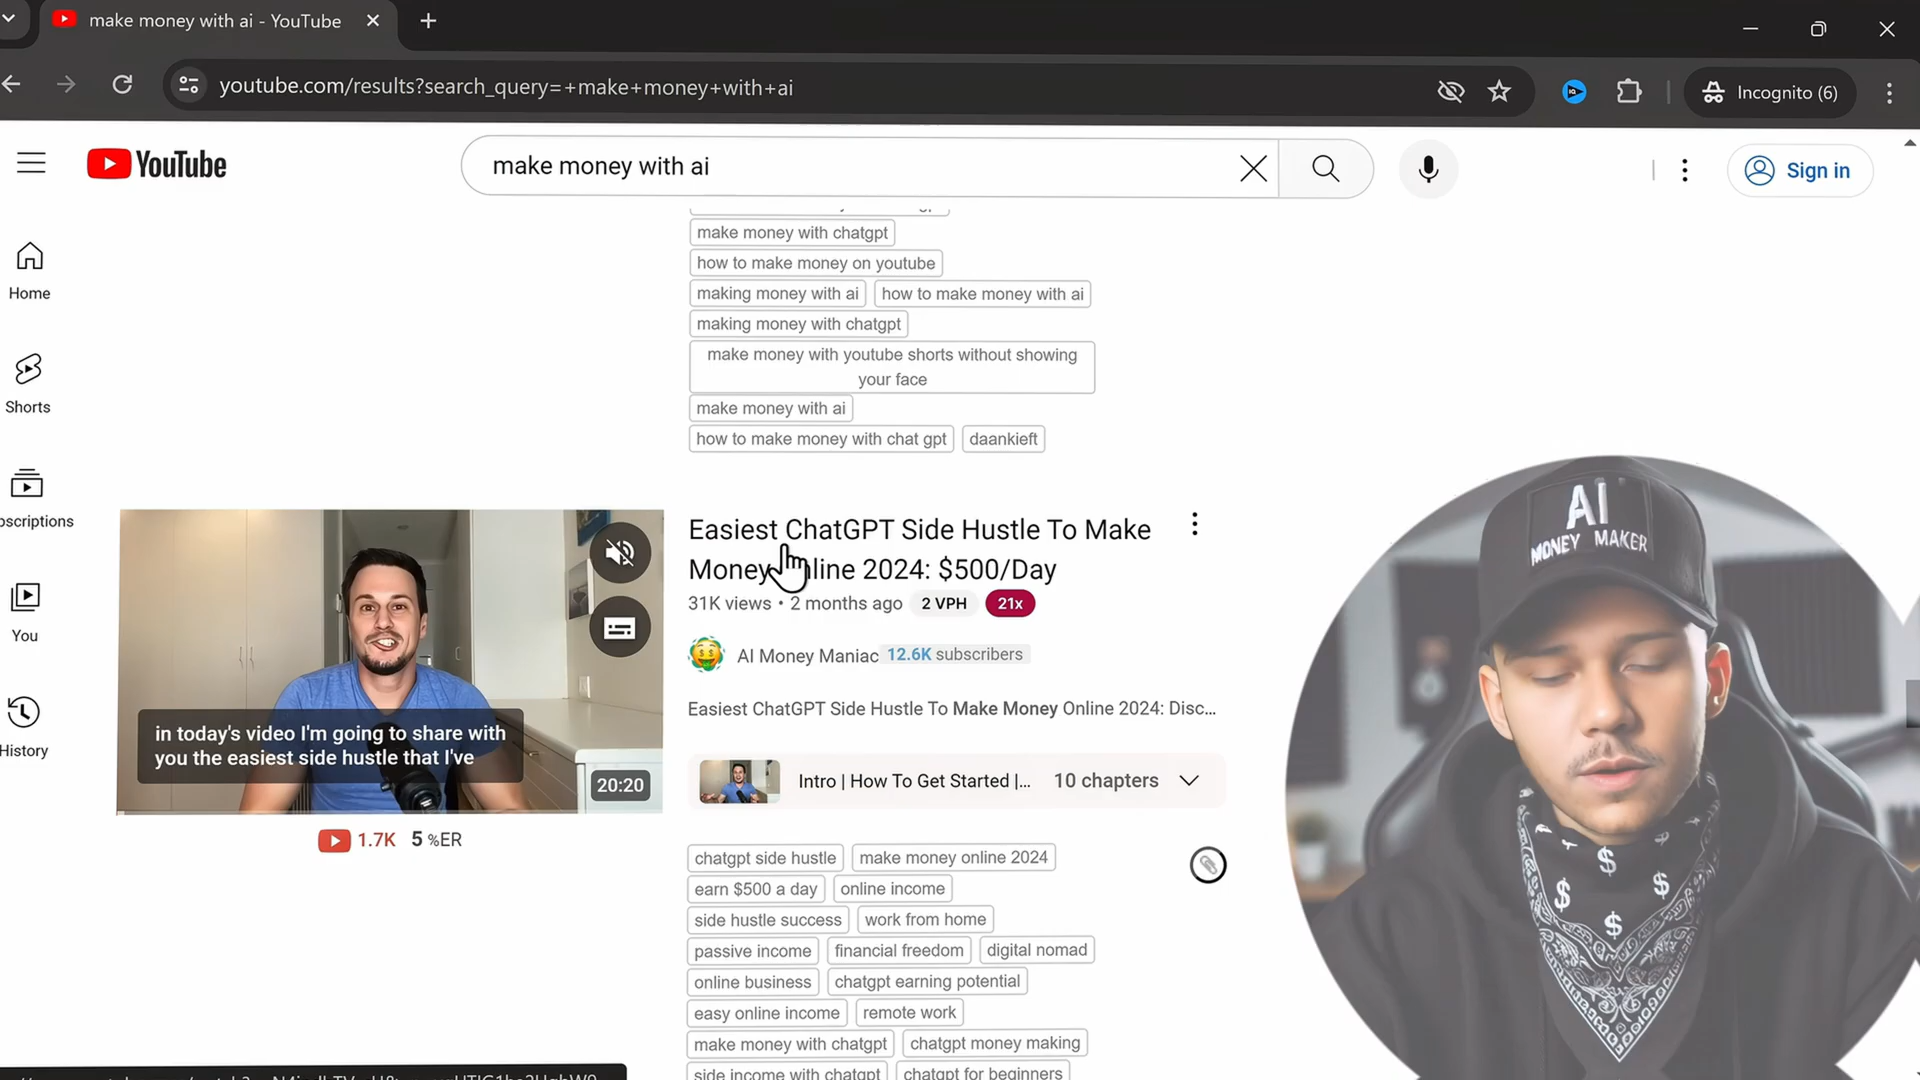 make money with ai - YouTube
youtube.com/results?search_query=+make+money+with+ai
Incognito (6)
YouTube
make money with ai
Sign in
Home
Shorts
bscriptions
You
History
make money with chatgpt
how to make money on youtube
making money with ai how to make money with ai
making money with chatgpt
make money with youtube shorts without showing
your face
make money with ai
how to make money with chat gpt daankieft
Easiest ChatGPT Side Hustle To Make
Money nline 2024: $500/Day
31K views • 2 months ago 2 VPH 21x
AI Money Maniac 12.6K subscribers
Easiest ChatGPT Side Hustle To Make Money Online 2024: Disc...
Intro | How To Get Started |... 10 chapters
in today's video I'm going to share with
you the easiest side hustle that I've
20:20
1.7K 5 %ER
chatgpt side hustle make money online 2024
earn $500 a day online income
side hustle success work from home
passive income financial freedom digital nomad
online business chatgpt earning potential
easy online income remote work
make money with chatgpt chatgpt money making
side income with chatgpt chatgpt for beginners
AI
MONEY MAKER
$ $ $ $